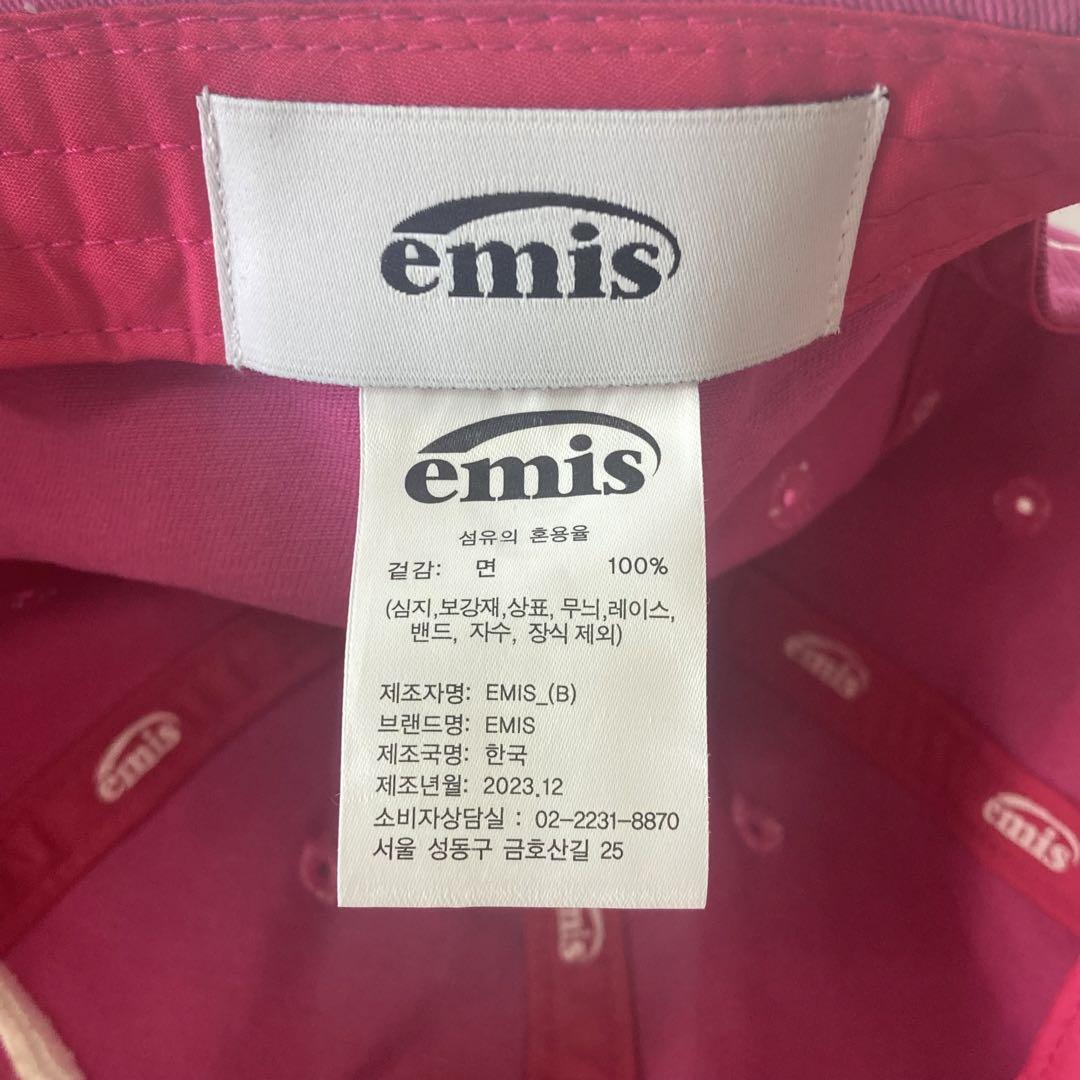 emis
emis
섬유의 혼용율
겉감: 면 100%
(심지,보강재,상표, 무늬,레이스,
밴드, 자수, 장식 제외)
제조자명: EMIS_(B)
브랜드명: EMIS
제조국명: 한국
제조년월: 2023.12
소비자상담실 : 02-2231-8870
서울 성동구 금호산길 25
emis
emis
emis
emis